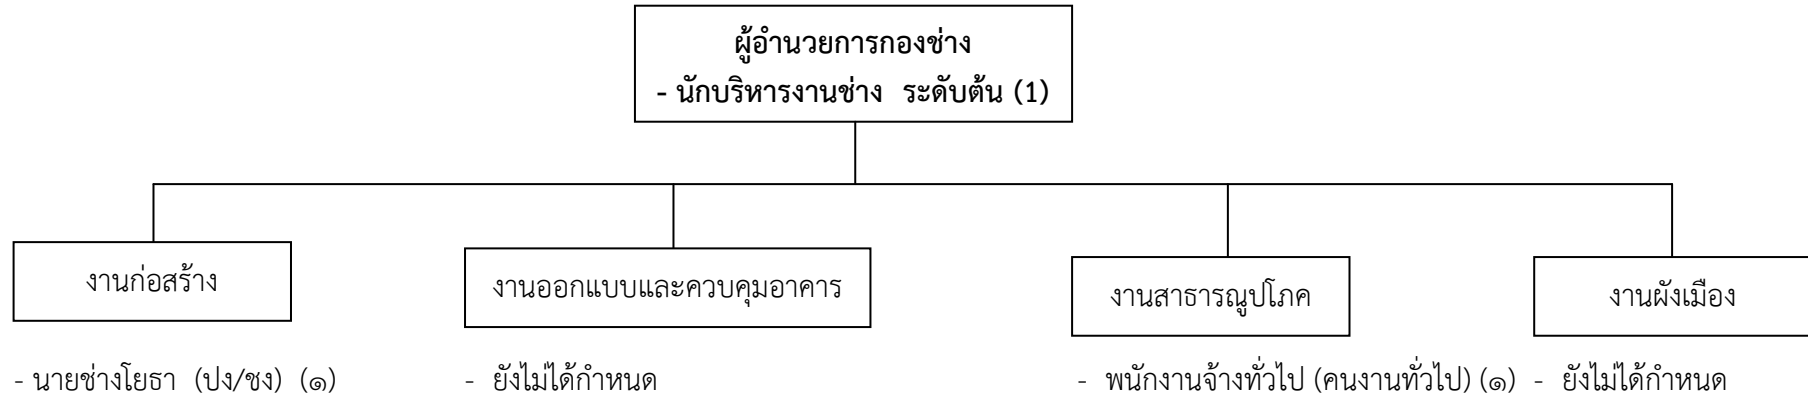 ผู้อำนวยการกองช่าง
- นักบริหารงานช่าง ระดับต้น (1)
งานก่อสร้าง
งานออกแบบและควบคุมอาคาร
งานสาธารณูปโภค
งานผังเมือง
- นายช่างโยธา (ปง/ชง) (๑)
- ยังไม่ได้กำหนด
- พนักงานจ้างทั่วไป (คนงานทั่วไป) (๑)
- ยังไม่ได้กำหนด